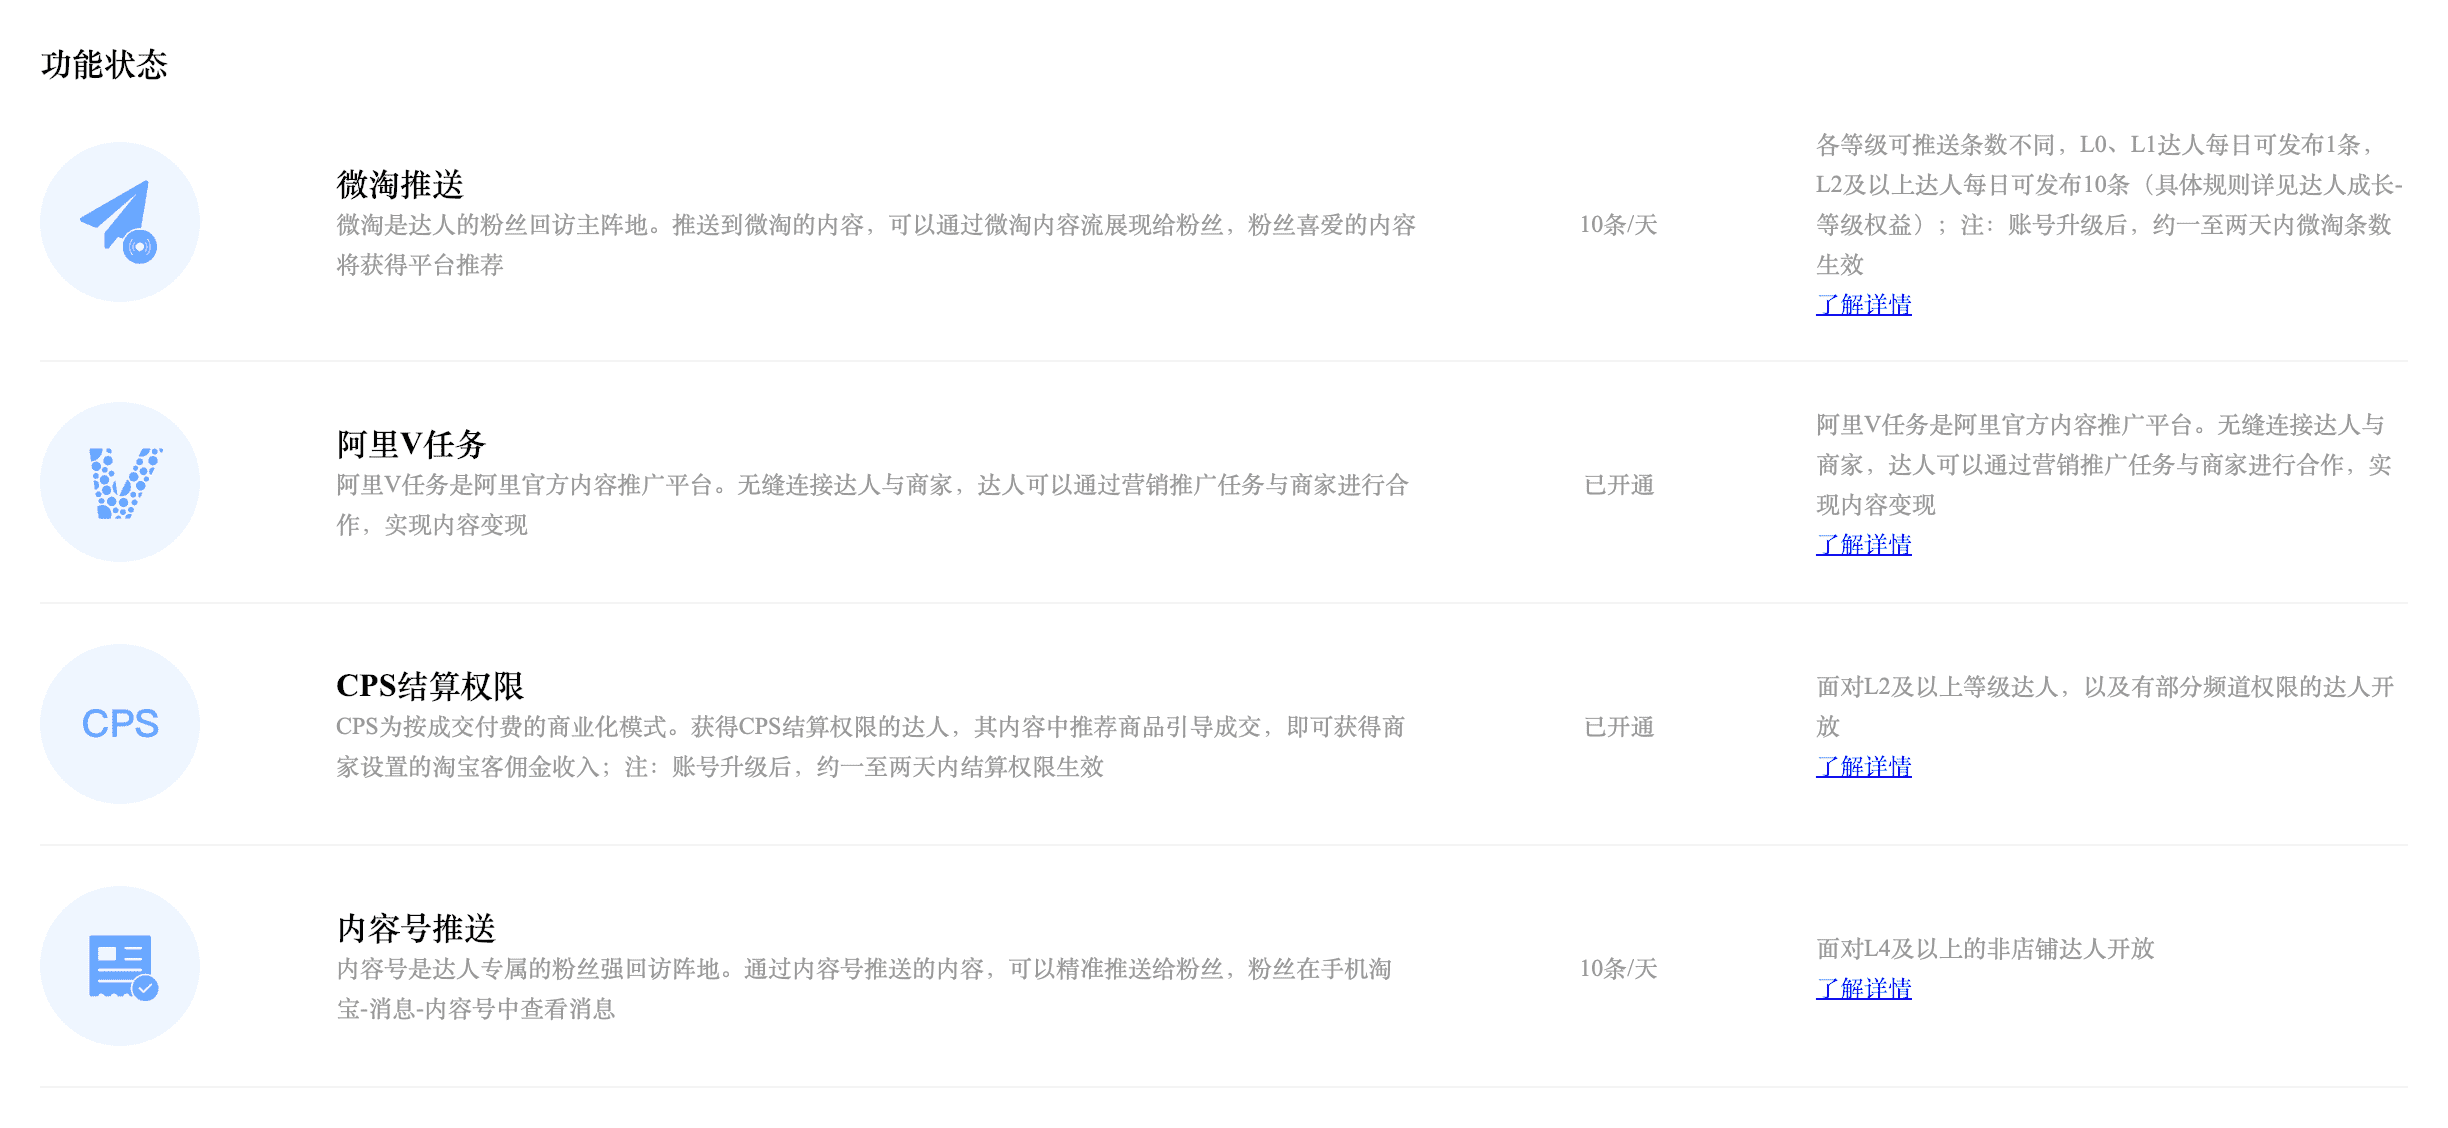 功能状态
微淘推送
微淘是达人的粉丝回访主阵地。推送到微淘的内容，可以通过微淘内容流展现给粉丝，粉丝喜爱的内容
将获得平台推荐
10条/天
各等级可推送条数不同，L0、L1达人每日可发布1条，
L2及以上达人每日可发布10条（具体规则详见达人成长-
等级权益）；注：账号升级后，约一至两天内微淘条数
生效
了解详情
阿里V任务
阿里V任务是阿里官方内容推广平台。无缝连接达人与商家，达人可以通过营销推广任务与商家进行合
作，实现内容变现
已开通
阿里V任务是阿里官方内容推广平台。无缝连接达人与
商家，达人可以通过营销推广任务与商家进行合作，实
现内容变现
了解详情
CPS
CPS结算权限
CPS为按成交付费的商业化模式。获得CPS结算权限的达人，其内容中推荐商品引导成交，即可获得商
家设置的淘宝客佣金收入；注：账号升级后，约一至两天内结算权限生效
已开通
面对L2及以上等级达人，以及有部分频道权限的达人开
放
了解详情
内容号推送
内容号是达人专属的粉丝强回访阵地。通过内容号推送的内容，可以精准推送给粉丝，粉丝在手机淘
宝-消息-内容号中查看消息
10条/天
面对L4及以上的非店铺达人开放
了解详情